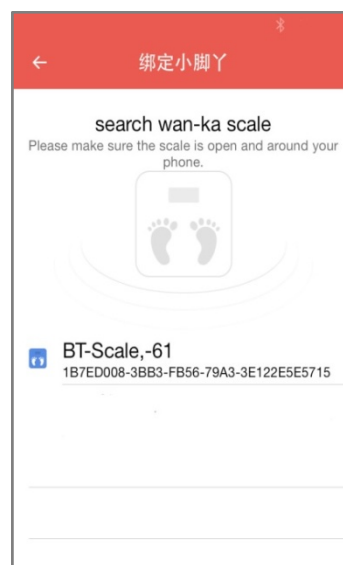 绑定小脚丫
search wan-ka scale
Please make sure the scale is open and around your
phone.
BT-Scale,-61
1B7ED008-3BB3-FB56-79A3-3E122E5E5715